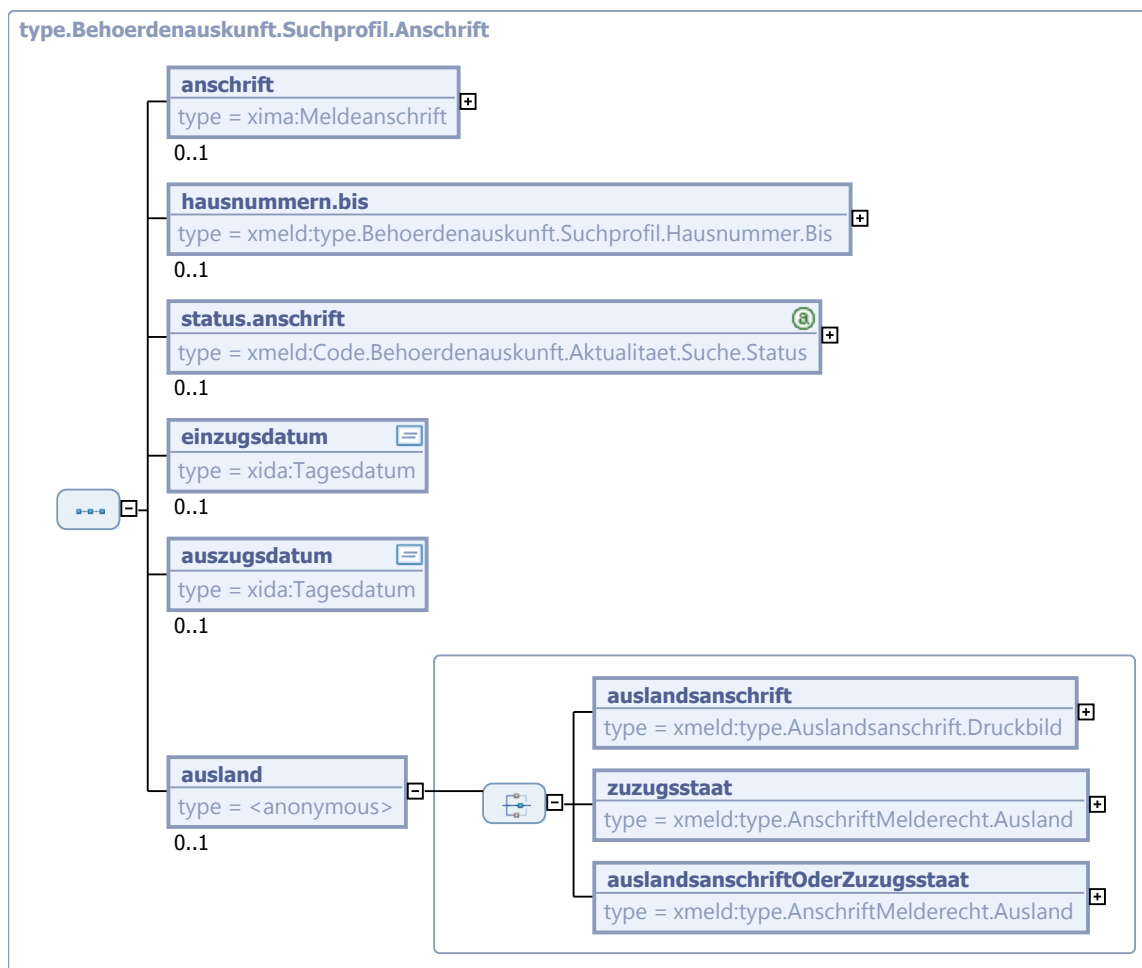 type.Behoerdenauskunft.Suchprofil.Anschrift
anschrift
type = xima:Meldeanschrift
0..1
hausnummern.bis
type = xmeld:type.Behoerdenauskunft.Suchprofil.Hausnummer.Bis
0..1
status.anschrift
a
type = xmeld:Code.Behoerdenauskunft.Aktualitaet.Suche.Status
0..1
einzugsdatum
type = xida:Tagesdatum
0..1
auszugsdatum
type = xida:Tagesdatum
0..1
ausland
type = <anonymous>
0..1
auslandsanschrift
type = xmeld:type.Auslandsanschrift.Druckbild
zuzugsstaat
type = xmeld:type.AnschriftMelderecht.Ausland
auslandsanschriftOderZuzugsstaat
type = xmeld:type.AnschriftMelderecht.Ausland